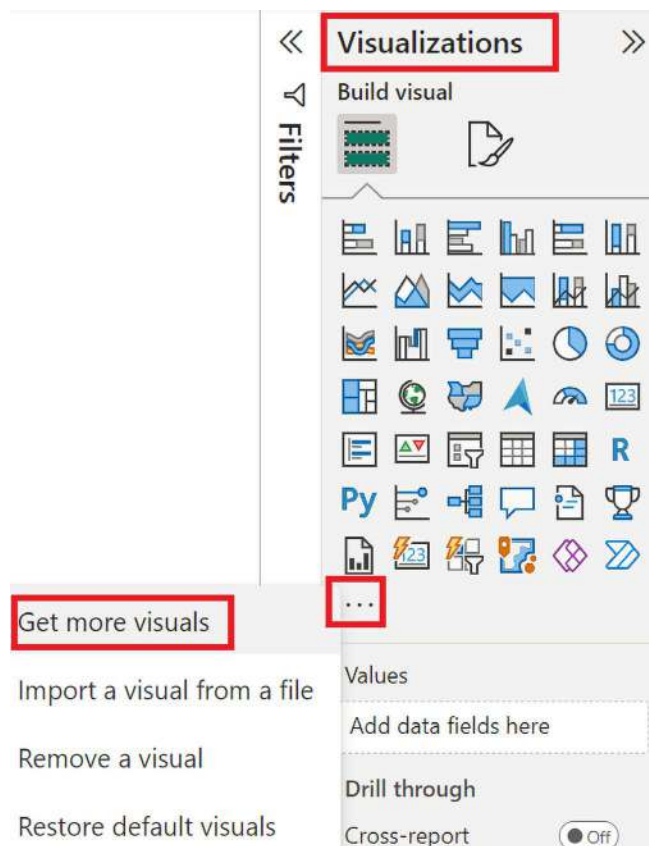 Visualizations
Build visual
Filters
123
R
Py
123
...
Get more visuals
Import a visual from a file
Remove a visual
Restore default visuals
Values
Add data fields here
Drill through
Cross-report
Off